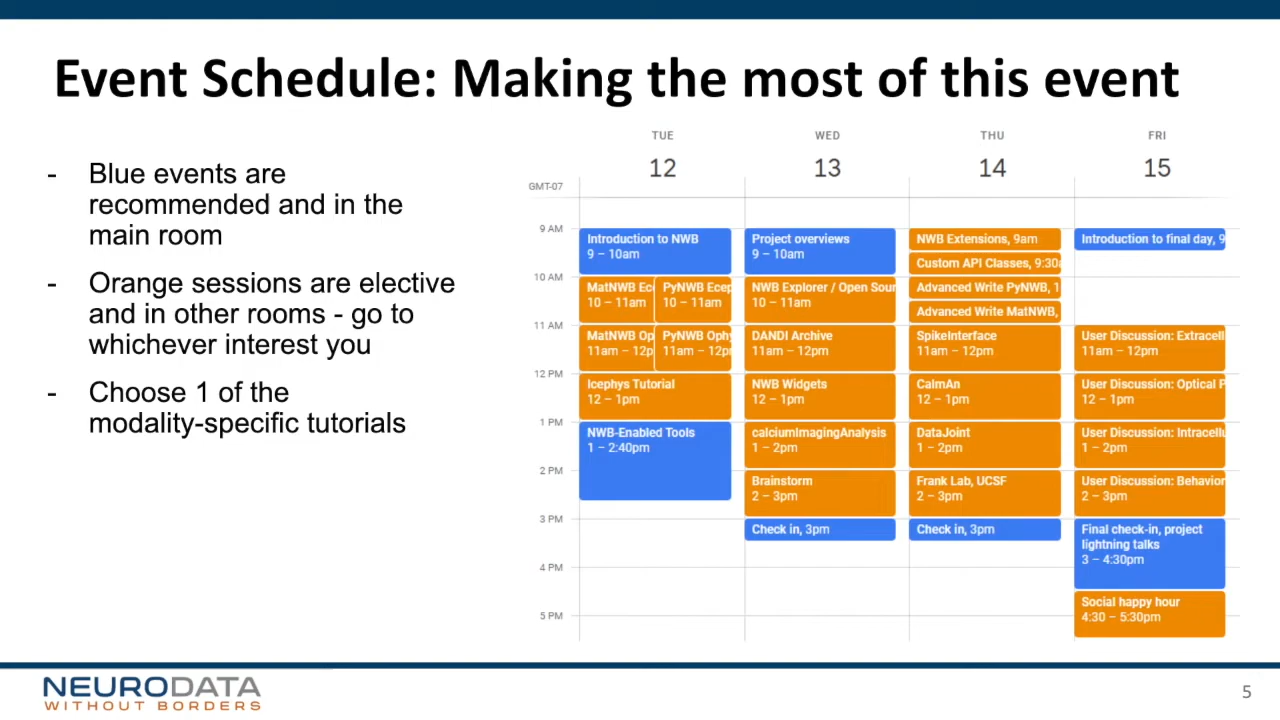 Event Schedule: Making the most of this event
- Blue events are
recommended and in the
main room
- Orange sessions are elective
and in other rooms - go to
whichever interest you
- Choose 1 of the
modality-specific tutorials
GMT-07
TUE
12
WED
13
THU
14
FRI
15
9 AM
10 AM
11 AM
12 PM
1 PM
2 PM
3 PM
4 PM
5 PM
Introduction to NWB
9 – 10am
MatNWB Ec
10 – 11am
PyNWB Ecep
10 – 11am
MatNWB Op
11am – 12p
PyNWB Oph
11am – 12p
Icephys Tutorial
12 – 1pm
NWB-Enabled Tools
1 – 2:40pm
Project overviews
9 – 10am
NWB Explorer / Open Sour
10 – 11am
DANDI Archive
11am – 12pm
NWB Widgets
12 – 1pm
calciumImagingAnalysis
1 – 2pm
Brainstorm
2 – 3pm
Check in, 3pm
NWB Extensions, 9am
Custom API Classes, 9:30a
Advanced Write PyNWB, 1
Advanced Write MatNWB,
SpikeInterface
11am – 12pm
CalmAn
12 – 1pm
DataJoint
1 – 2pm
Frank Lab, UCSF
2 – 3pm
Check in, 3pm
Introduction to final day, 9
User Discussion: Extracell
11am – 12pm
User Discussion: Optical P
12 – 1pm
User Discussion: Intracellu
1 – 2pm
User Discussion: Behavior
2 – 3pm
Final check-in, project
lightning talks
3 – 4:30pm
Social happy hour
4:30 – 5:30pm
NEURODATA
WITHOUT BORDERS
5